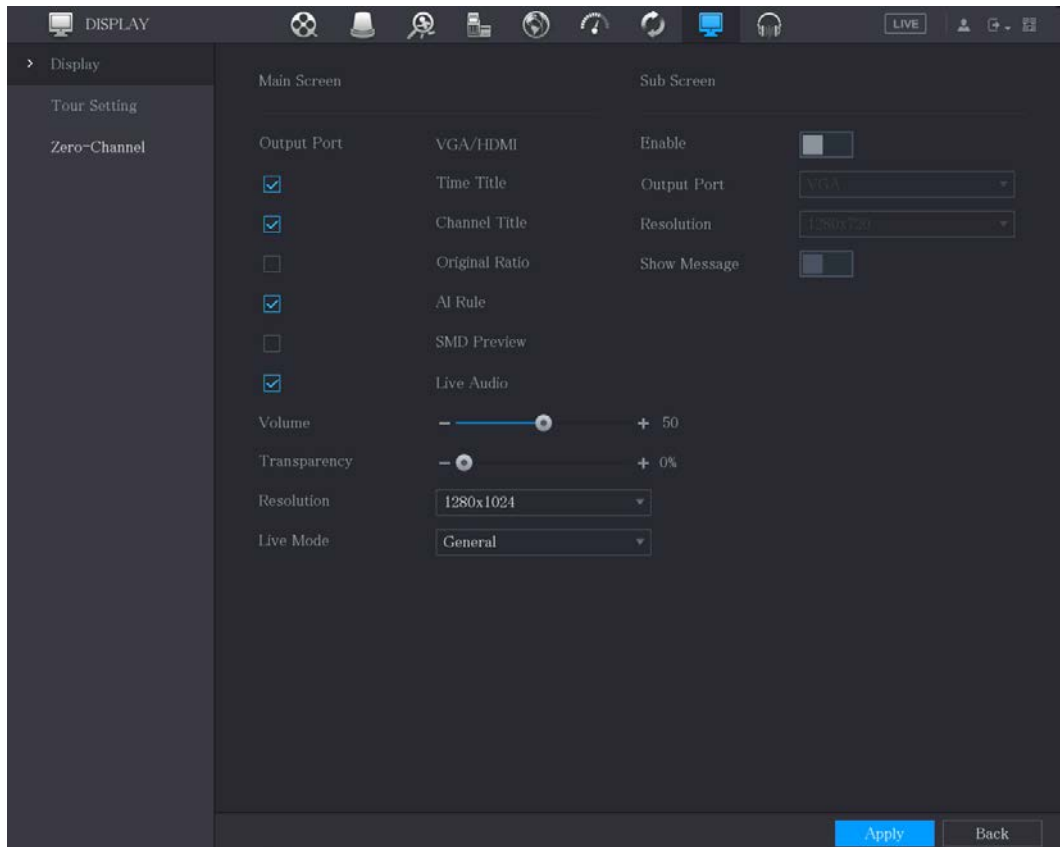 DISPLAY
LIVE
Display
Tour Setting
Zero-Channel
Main Screen
Sub Screen
Output Port VGA/HDMI
Time Title
Channel Title
Original Ratio
AI Rule
SMD Preview
Live Audio
Volume 50
Transparency 0%
Resolution 1280x1024
Live Mode General
Enable
Output Port VGA
Resolution 1280x720
Show Message
Apply Back